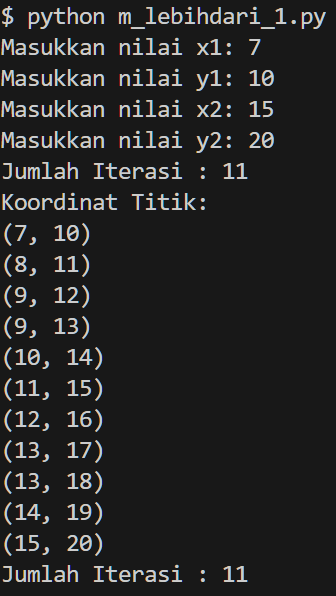 $ python m_lebihdari_1.py
Masukkan nilai x1: 7
Masukkan nilai y1: 10
Masukkan nilai x2: 15
Masukkan nilai y2: 20
Jumlah Iterasi : 11
Koordinat Titik:
(7, 10)
(8, 11)
(9, 12)
(9, 13)
(10, 14)
(11, 15)
(12, 16)
(13, 17)
(13, 18)
(14, 19)
(15, 20)
Jumlah Iterasi : 11